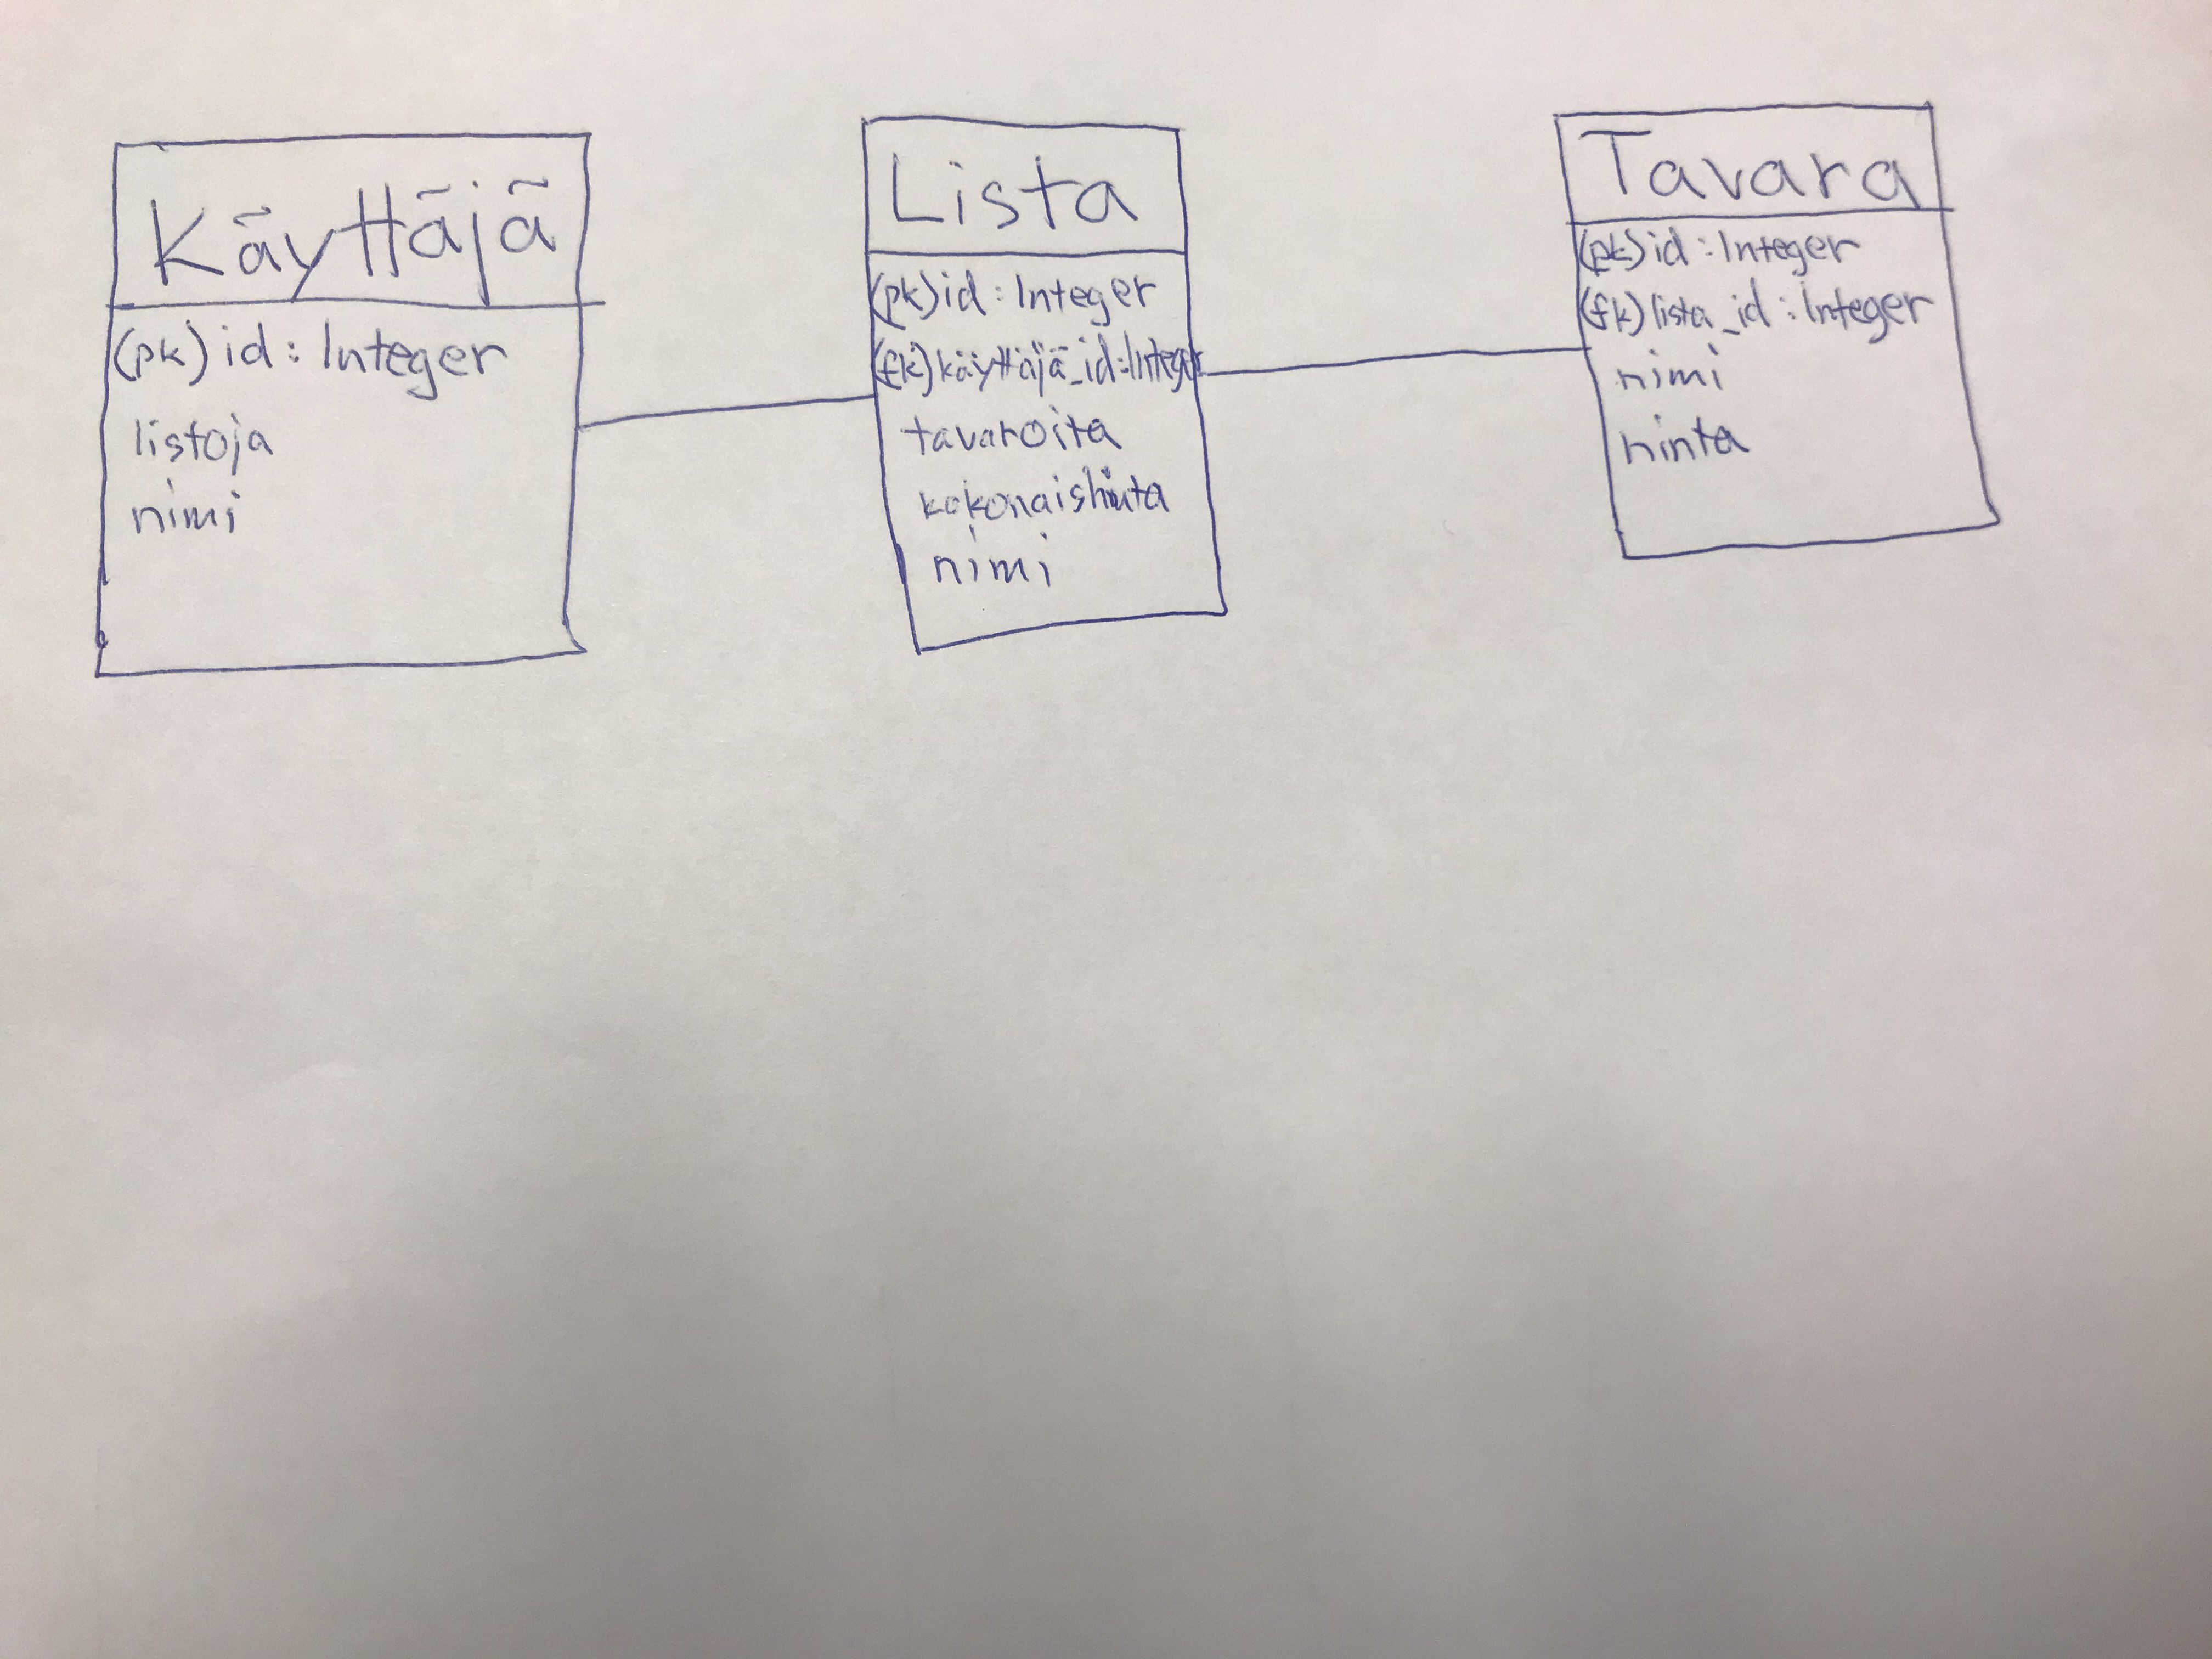 Käyttäjä
(pk) id : Integer
listoja
nimi
Lista
(pk) id : Integer
(fk) käyttäjä_id:Integer
tavaroita
kokonaishinta
nimi
Tavara
(pk) id : Integer
(fk) lista_id : Integer
nimi
hinta